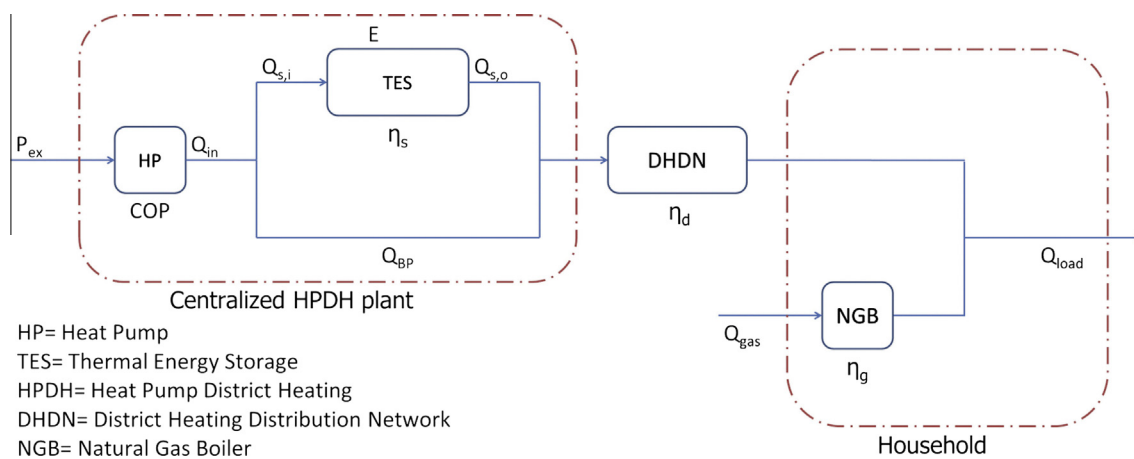 E
Q_s,i
TES
Q_s,o
η_s
P_ex
HP
Q_in
COP
DHDN
η_d
Q_BP
Q_load
Centralized HPDH plant
Q_gas
NGB
η_g
HP= Heat Pump
TES= Thermal Energy Storage
HPDH= Heat Pump District Heating
DHDN= District Heating Distribution Network
NGB= Natural Gas Boiler
Household